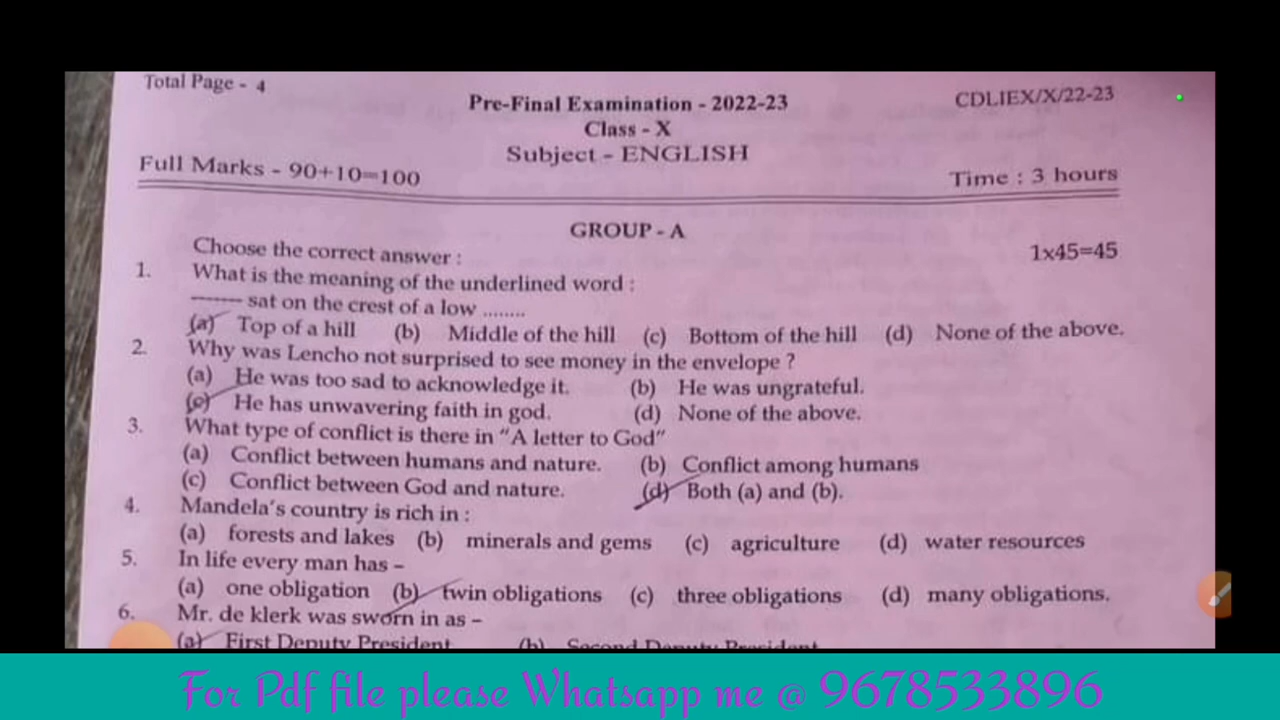 Total Page - 4
Pre-Final Examination - 2022-23
CDLIEX/X/22-23
Class - X
Subject - ENGLISH
Full Marks - 90+10=100
Time : 3 hours
GROUP - A
Choose the correct answer :
1x45=45
1. What is the meaning of the underlined word :
------- sat on the crest of a low ........
(a) Top of a hill (b) Middle of the hill (c) Bottom of the hill (d) None of the above.
2. Why was Lencho not surprised to see money in the envelope ?
(a) He was too sad to acknowledge it. (b) He was ungrateful.
(c) He has unwavering faith in god. (d) None of the above.
3. What type of conflict is there in “A letter to God”
(a) Conflict between humans and nature. (b) Conflict among humans
(c) Conflict between God and nature. (d) Both (a) and (b).
4. Mandela's country is rich in :
(a) forests and lakes (b) minerals and gems (c) agriculture (d) water resources
5. In life every man has –
(a) one obligation (b) twin obligations (c) three obligations (d) many obligations.
6. Mr. de klerk was sworn in as –
(a) First Deputy President (b) Second Deputy President
For Pdf file please Whatsapp me @ 9678533896